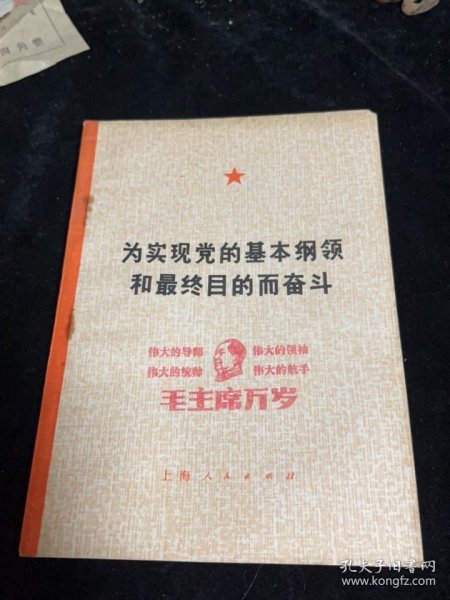 为实现党的基本纲领
和最终目的而奋斗
伟大的导师 伟大的领袖
伟大的统帅 伟大的舵手
毛主席万岁
上海人民出版社
孔夫子旧书网
www.kongfz.com